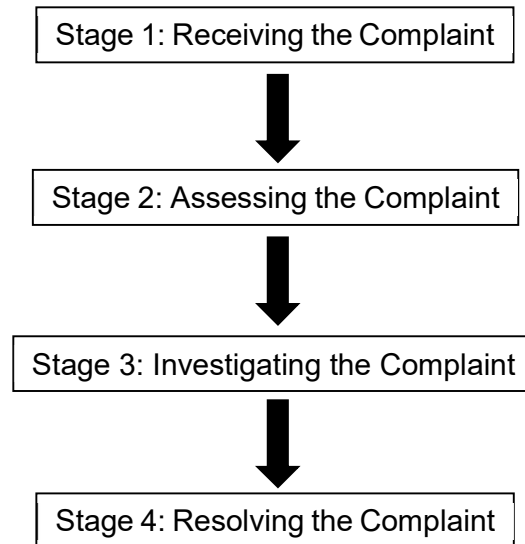 Stage 1: Receiving the Complaint
Stage 2: Assessing the Complaint
Stage 3: Investigating the Complaint
Stage 4: Resolving the Complaint